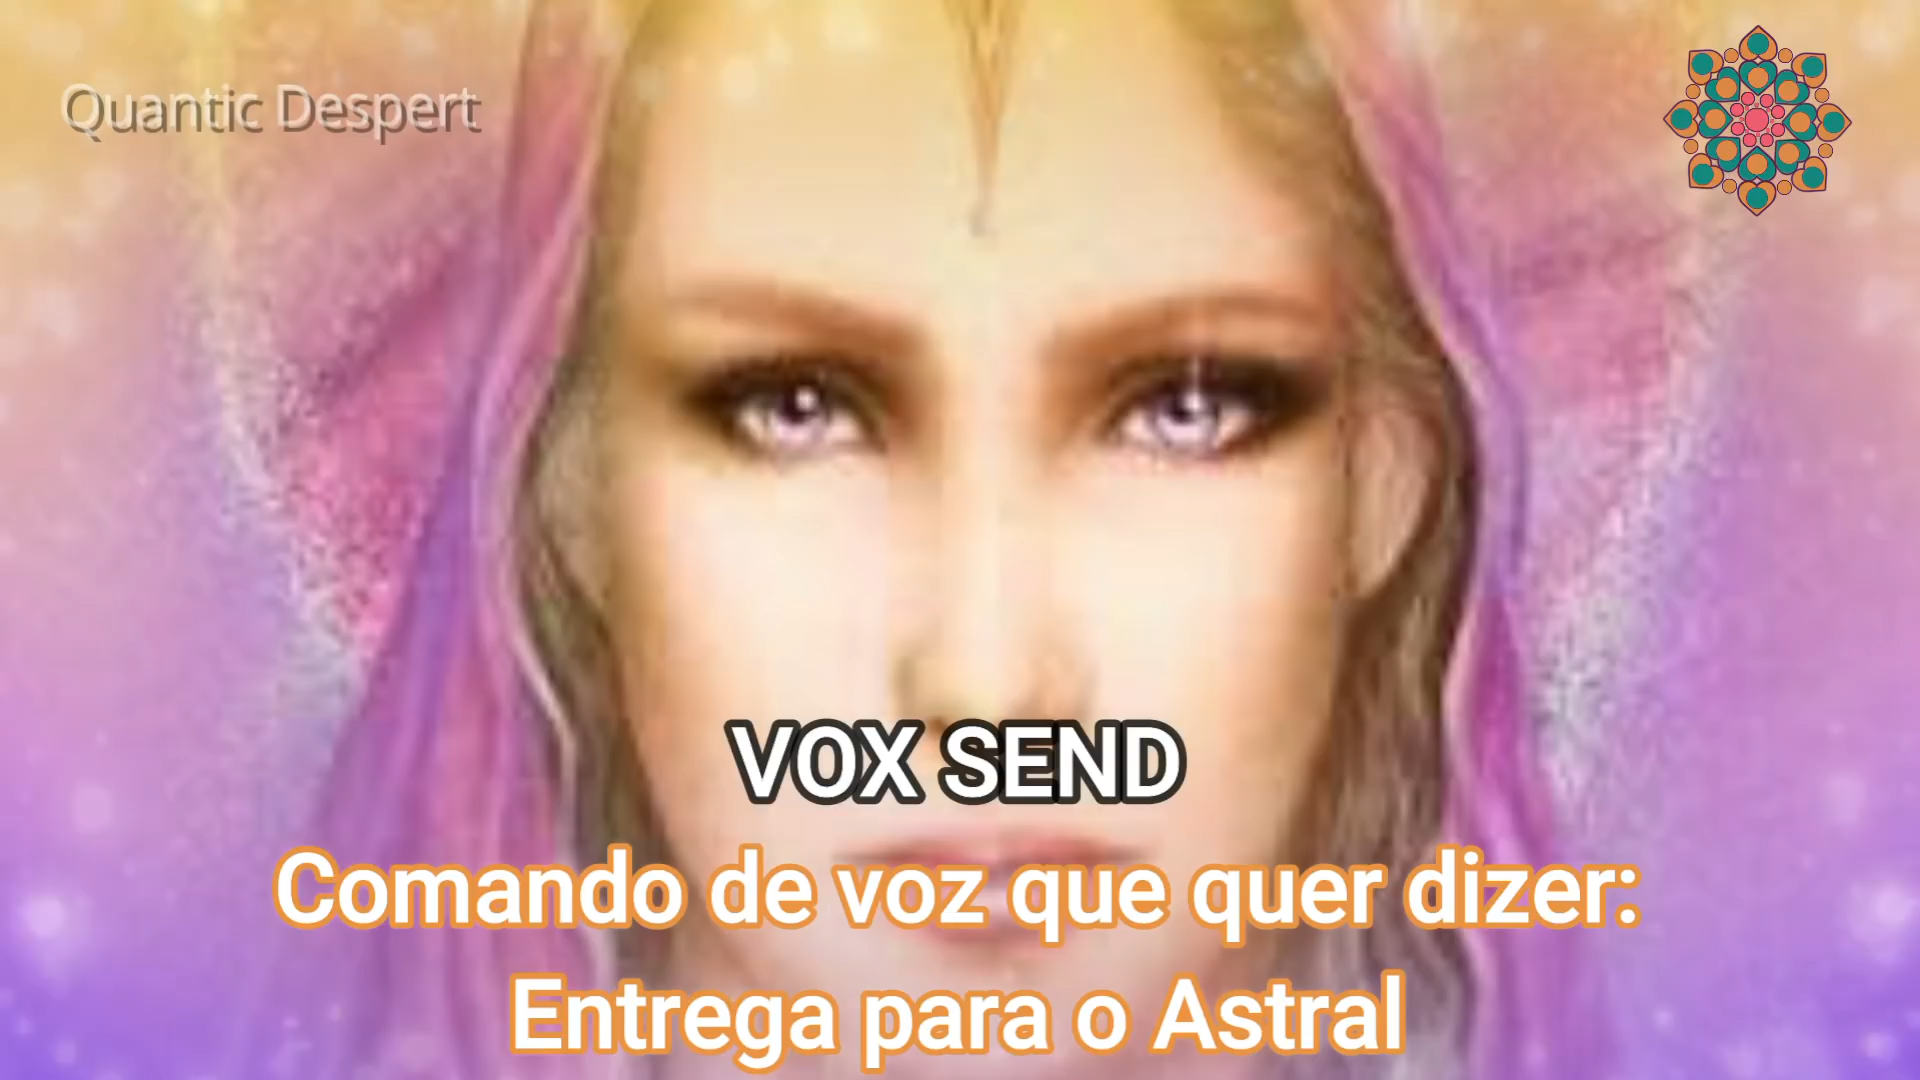 Quantic Despert
VOX SEND
Comando de voz que quer dizer:
Entrega para o Astral